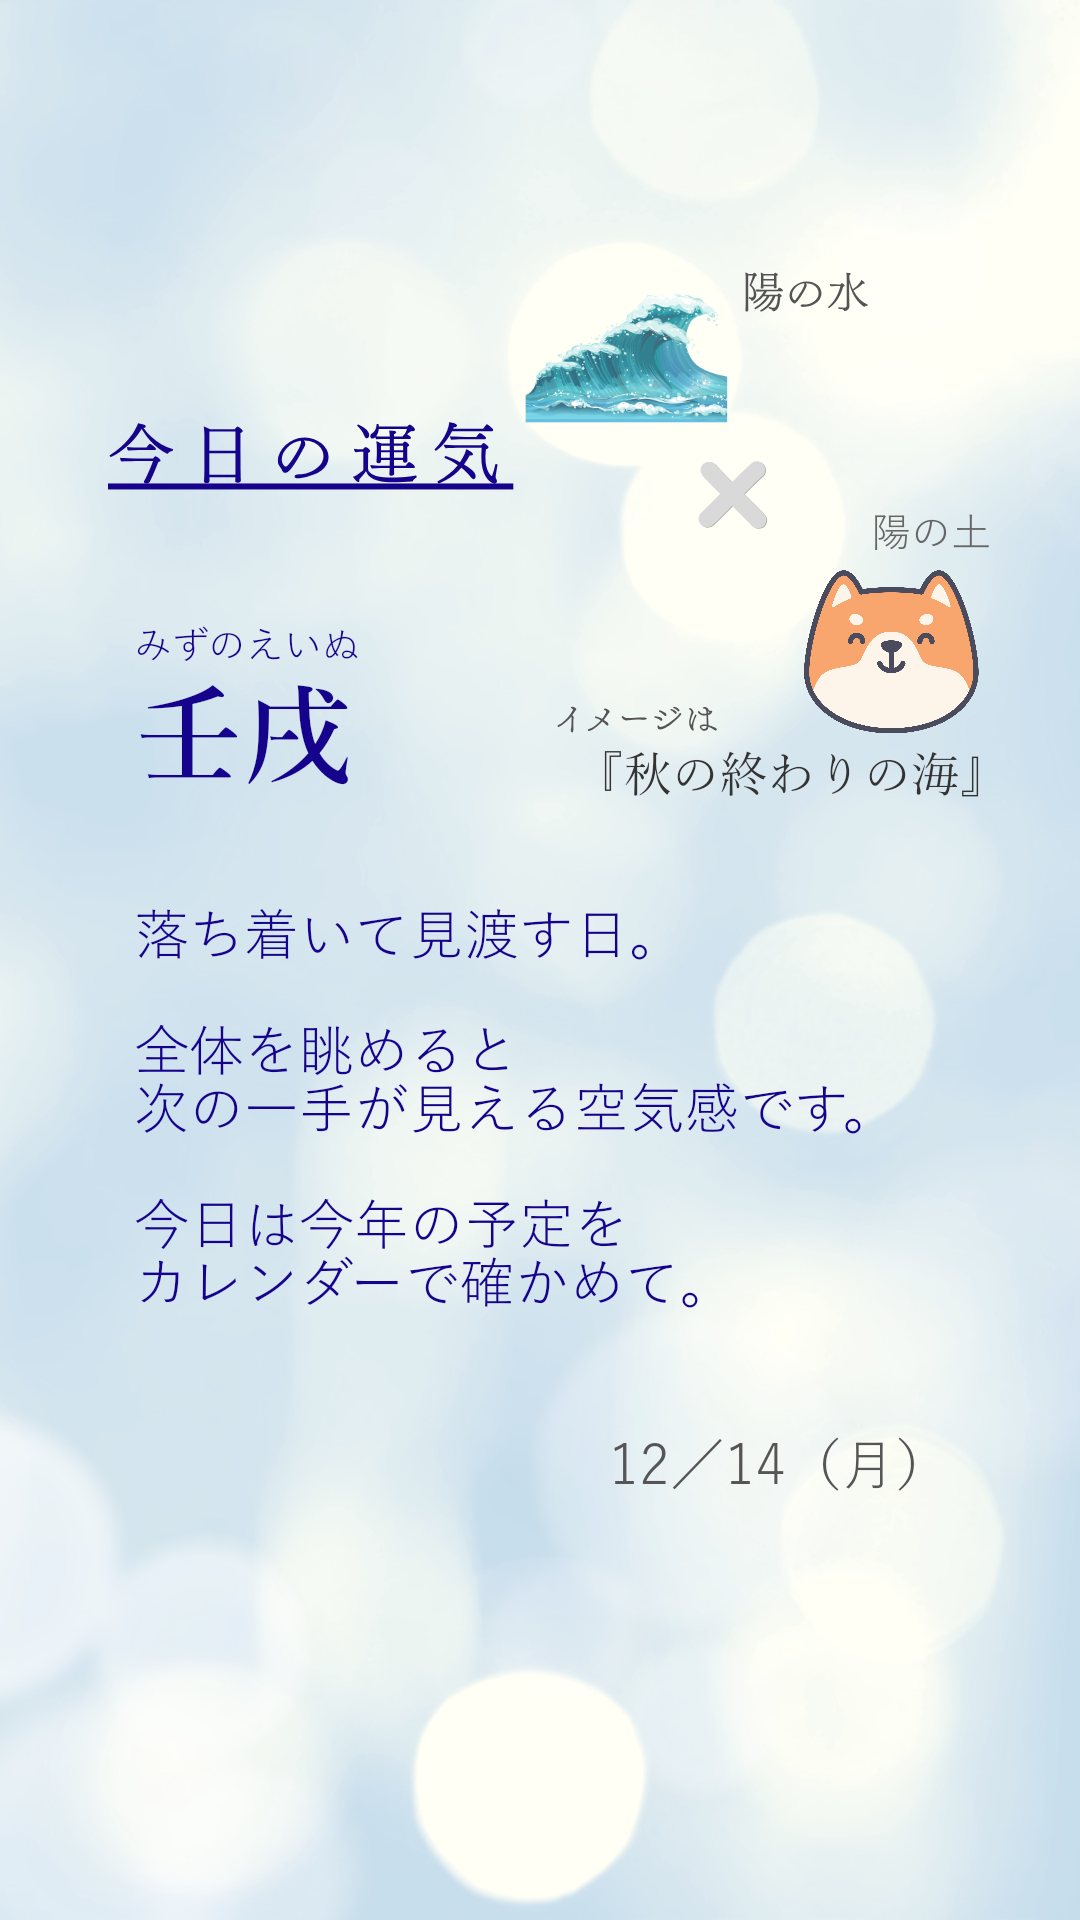 陽の水
今日の運気
陽の土
みずのえいぬ
壬戌
イメージは
『秋の終わりの海』
落ち着いて見渡す日。
全体を眺めると
次の一手が見える空気感です。
今日は今年の予定を
カレンダーで確かめて。
12／14（月）